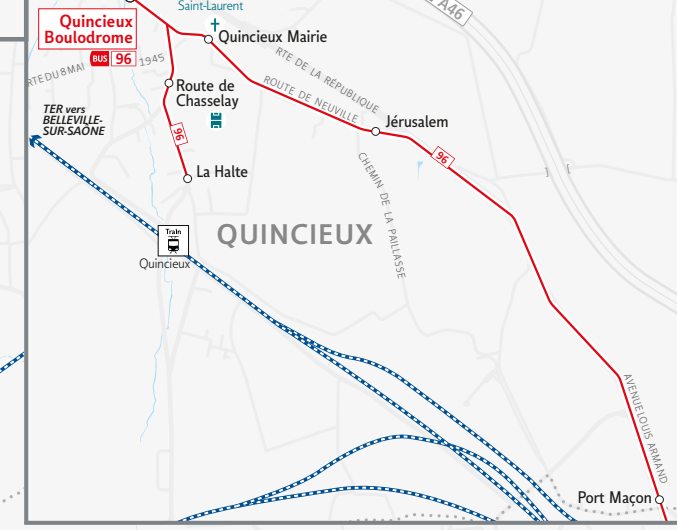 Saint-Laurent
A46
Quincieux
Boulodrome
BUS 96
Quincieux Mairie
RTE DU 8 MAI 1945
RTE DE LA RÉPUBLIQUE
Route de
Chasselay
ROUTE DE NEUVILLE
TER vers
BELLEVILLE-
SUR-SAÔNE
Jérusalem
96
96
La Halte
CHEMIN DE LA PAILLASSE
QUINCIEUX
Train
Quincieux
AVENUE LOUIS ARMAND
Port Maçon